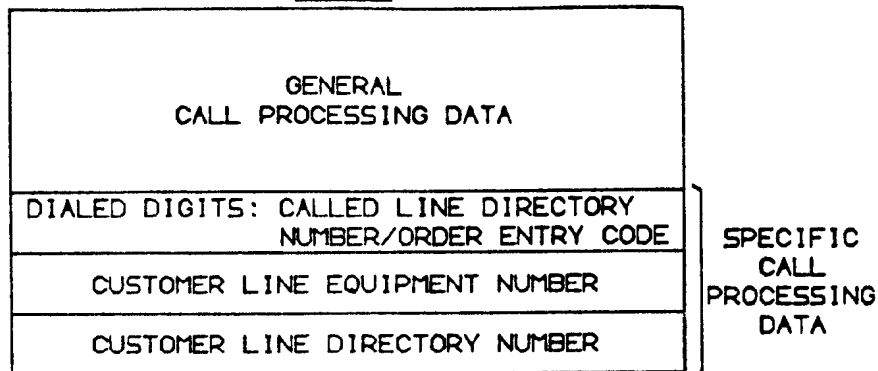 GENERAL
CALL PROCESSING DATA
DIALED DIGITS: CALLED LINE DIRECTORY
NUMBER/ORDER ENTRY CODE
CUSTOMER LINE EQUIPMENT NUMBER
CUSTOMER LINE DIRECTORY NUMBER
SPECIFIC
CALL
PROCESSING
DATA